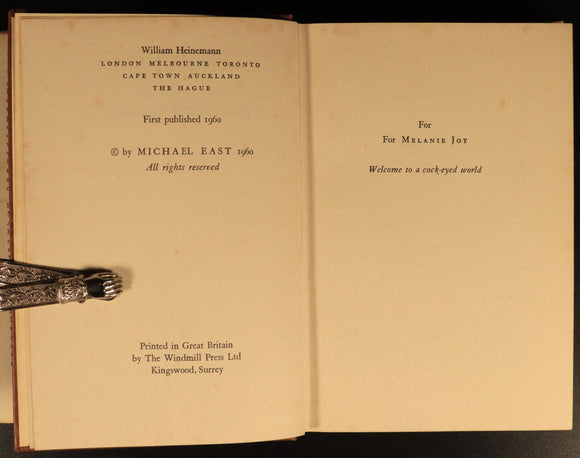 William Heinemann
LONDON MELBOURNE TORONTO
CAPE TOWN AUCKLAND
THE HAGUE
First published 1960
© by MICHAEL EAST 1960
All rights reserved
Printed in Great Britain
by The Windmill Press Ltd
Kingswood, Surrey
For
For MELANIE JOY
Welcome to a cock-eyed world